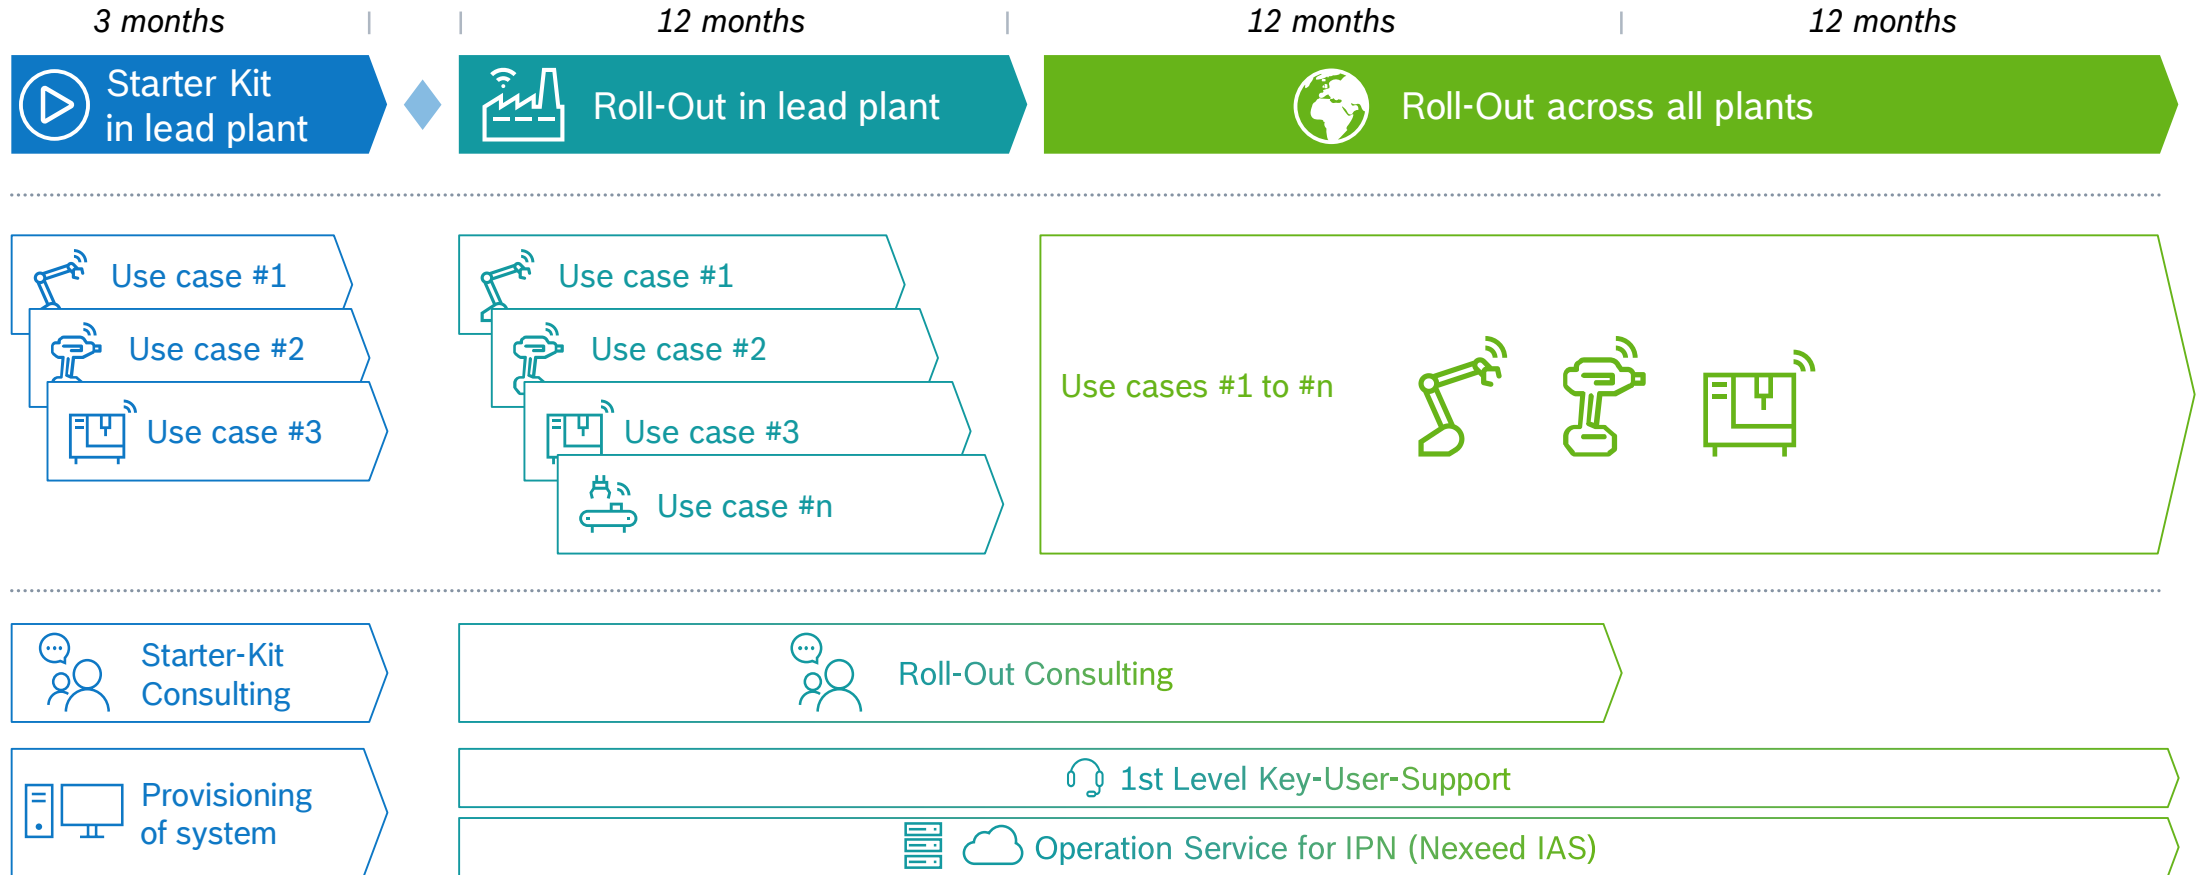 3 months
12 months
12 months
12 months
Starter Kit
in lead plant
Roll-Out in lead plant
Roll-Out across all plants
Use case #1
Use case #2
Use case #3
Use case #1
Use case #2
Use case #3
Use case #n
Use cases #1 to #n
Starter-Kit
Consulting
Roll-Out Consulting
Provisioning
of system
1st Level Key-User-Support
Operation Service for IPN (Nexeed IAS)